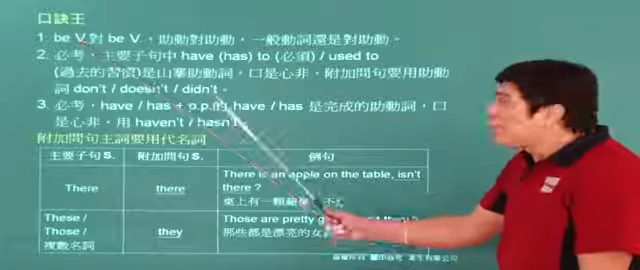 口訣王
1. be V 對 be V，助動對助動，一般動詞還是對助動。
2. 必考，主要子句中 have (has) to (必須) / used to
(過去的習慣)是山寨助動詞，口是心非，附加問句要用助動
詞 don't / doesn't / didn't。
3. 必考，have / has + p.p.的 have / has 是完成的助動詞，口
是心非，用 haven't / hasn't。
附加問句主詞要用代名詞
主要子句 S. 附加問句 S. 例句
There there There is an apple on the table, isn't
there ?
桌上有一顆蘋果，不
These /
Those /
複數名詞
they
Those are pretty
那些都是漂亮的女
版權所有